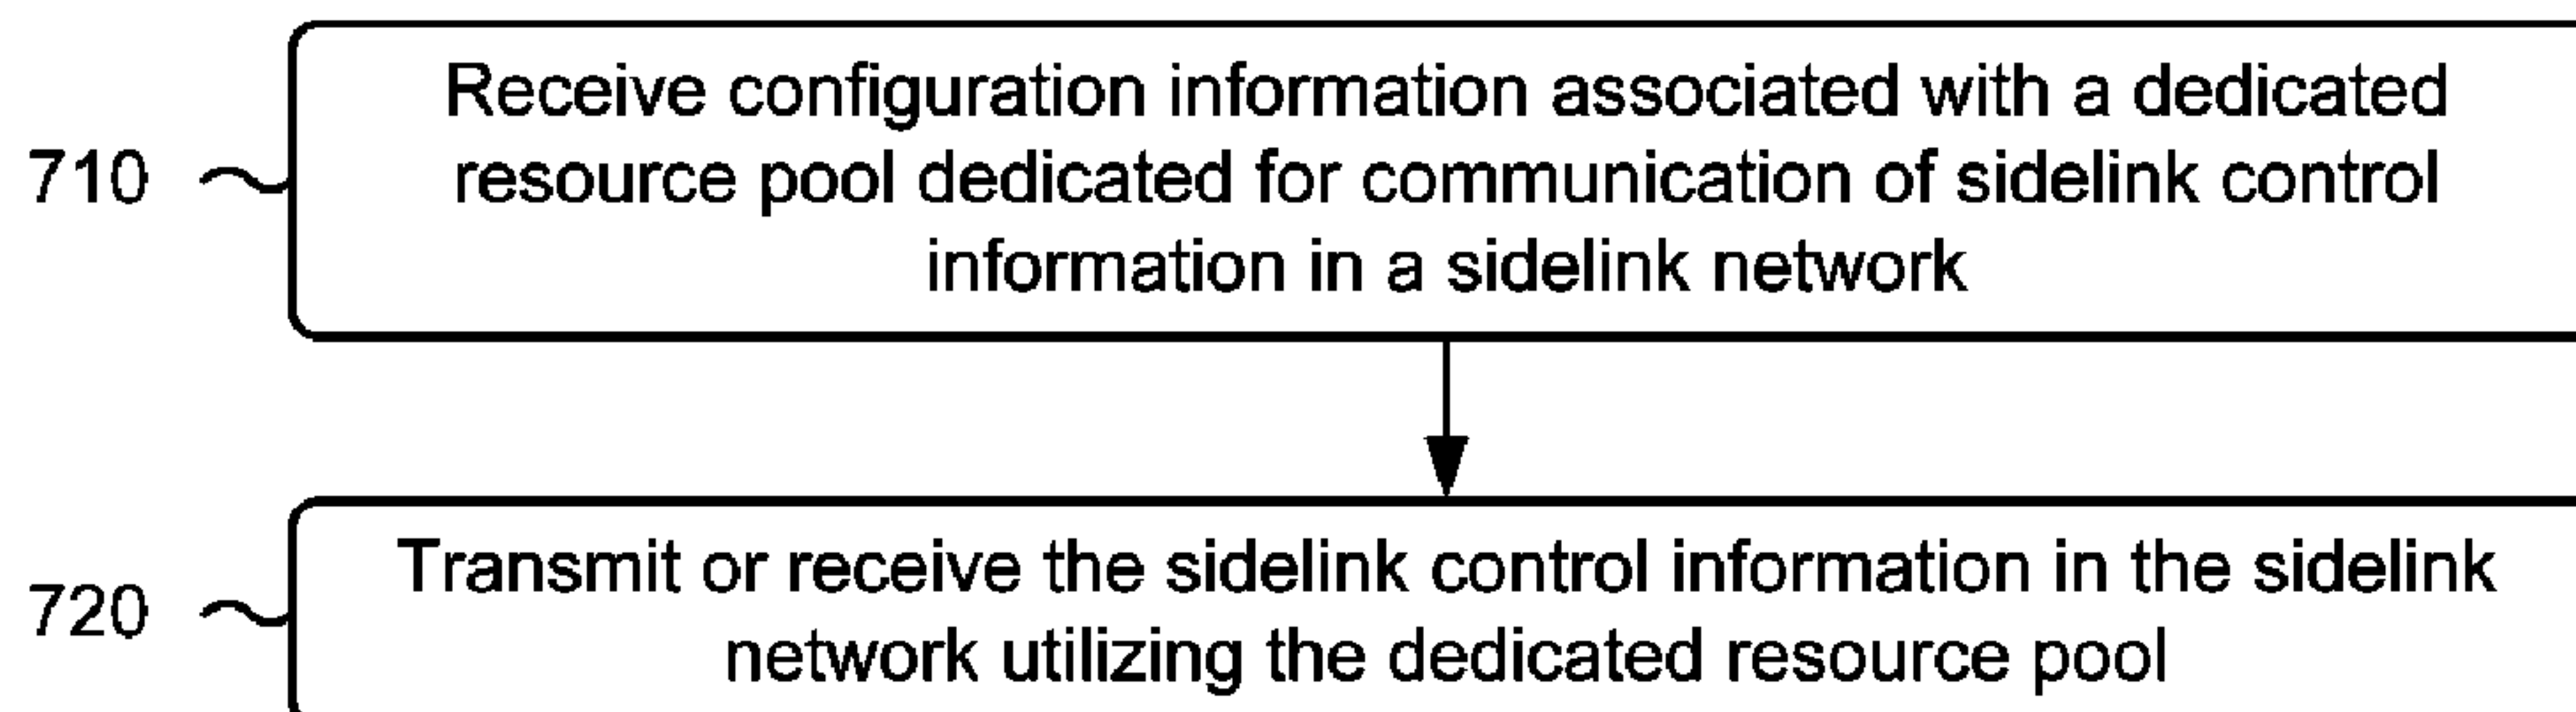 Receive configuration information associated with a dedicated
710
resource pool dedicated for communication of sidelink control
information in a sidelink network
Transmit or receive the sidelink control information in the sidelink
720
network utilizing the dedicated resource pool